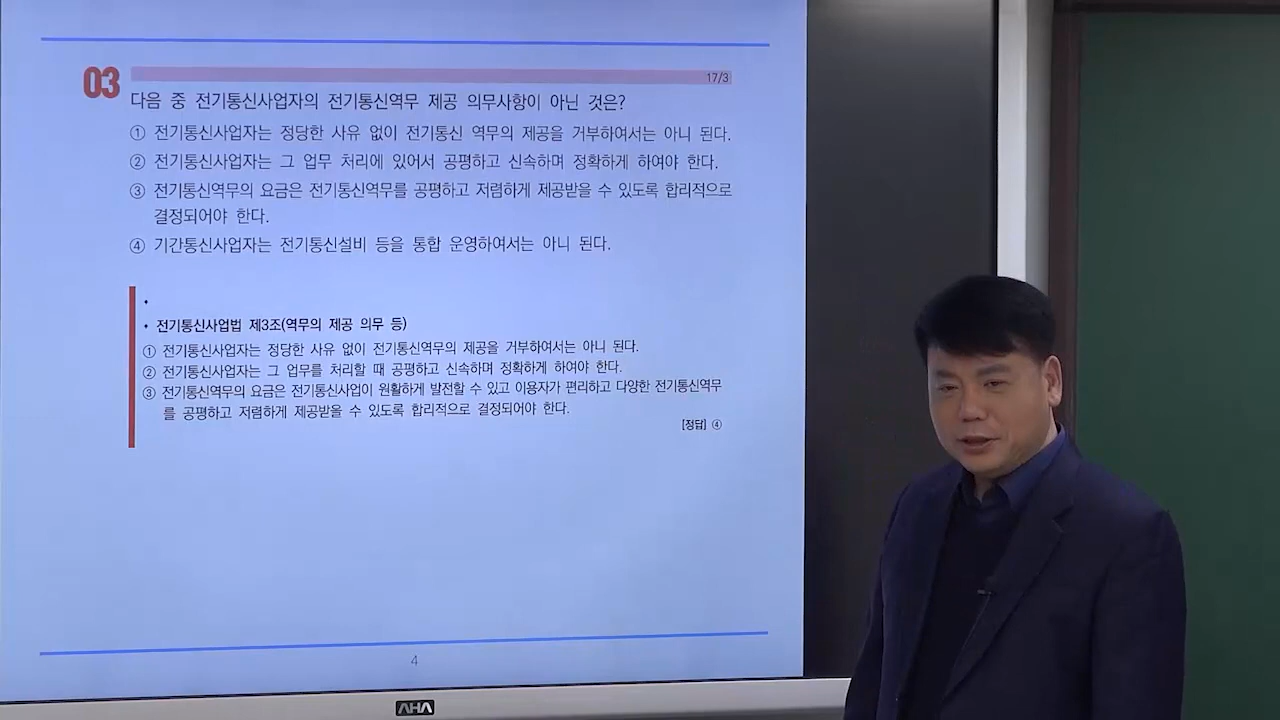 03
17/3
다음 중 전기통신사업자의 전기통신역무 제공 의무사항이 아닌 것은?
① 전기통신사업자는 정당한 사유 없이 전기통신 역무의 제공을 거부하여서는 아니 된다.
② 전기통신사업자는 그 업무 처리에 있어서 공평하고 신속하며 정확하게 하여야 한다.
③ 전기통신역무의 요금은 전기통신역무를 공평하고 저렴하게 제공받을 수 있도록 합리적으로
결정되어야 한다.
④ 기간통신사업자는 전기통신설비 등을 통합 운영하여서는 아니 된다.
• 전기통신사업법 제3조(역무의 제공 의무 등)
① 전기통신사업자는 정당한 사유 없이 전기통신역무의 제공을 거부하여서는 아니 된다.
② 전기통신사업자는 그 업무를 처리할 때 공평하고 신속하며 정확하게 하여야 한다.
③ 전기통신역무의 요금은 전기통신사업이 원활하게 발전할 수 있고 이용자가 편리하고 다양한 전기통신역무
를 공평하고 저렴하게 제공받을 수 있도록 합리적으로 결정되어야 한다.
[정답] ④
4
AHA